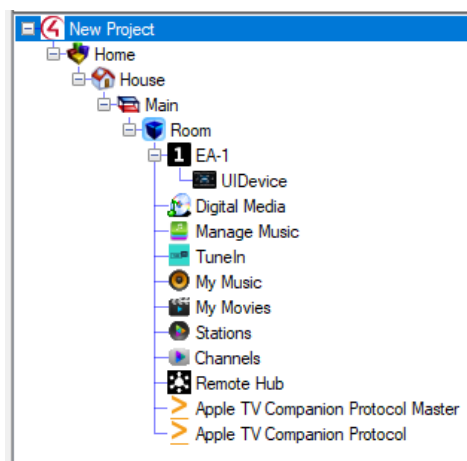 New Project
Home
House
Main
Room
1 EA-1
UIDevice
Digital Media
Manage Music
TuneIn
My Music
My Movies
Stations
Channels
Remote Hub
Apple TV Companion Protocol Master
Apple TV Companion Protocol